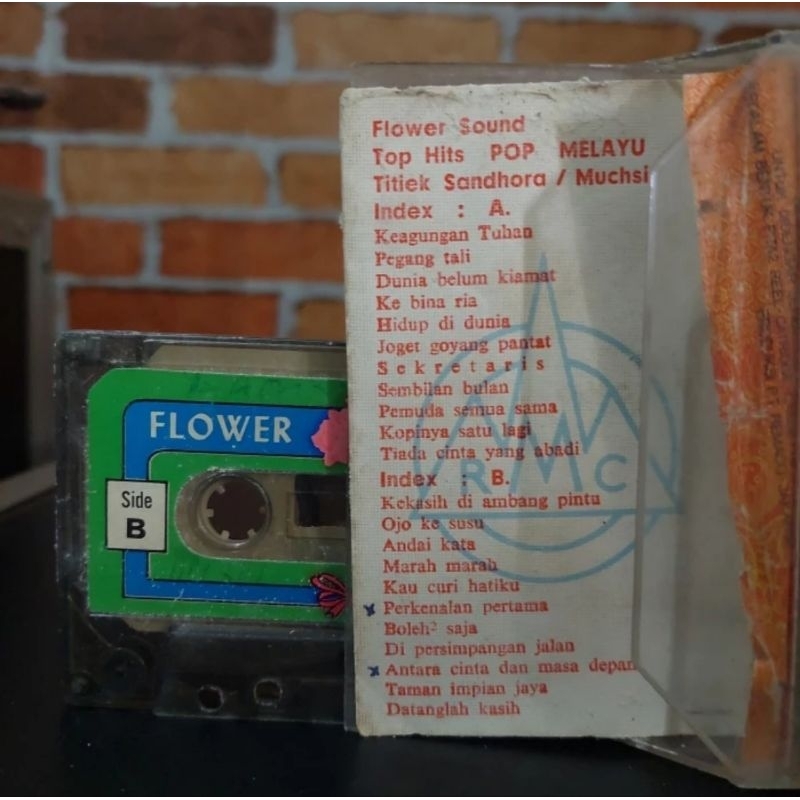 Flower Sound
Top Hits POP MELAYU
Titiek Sandhora / Muchsi
Index : A.
Keagungan Tuhan
Pegang tali
Dunia belum kiamat
Ke bina ria
Hidup di dunia
Joget goyang pantat
Sekretaris
Sembilan bulan
Pemuda semua sama
Kopinya satu lagi
Tiada cinta yang abadi
Index : B.
Kekasih di ambang pintu
Ojo ke susu
Andai kata
Marah marah
Kau curi hatiku
Perkenalan pertama
Boleh² saja
Di persimpangan jalan
Antara cinta dan masa depan
Taman impian jaya
Datanglah kasih
RMC
FLOWER
Side
B